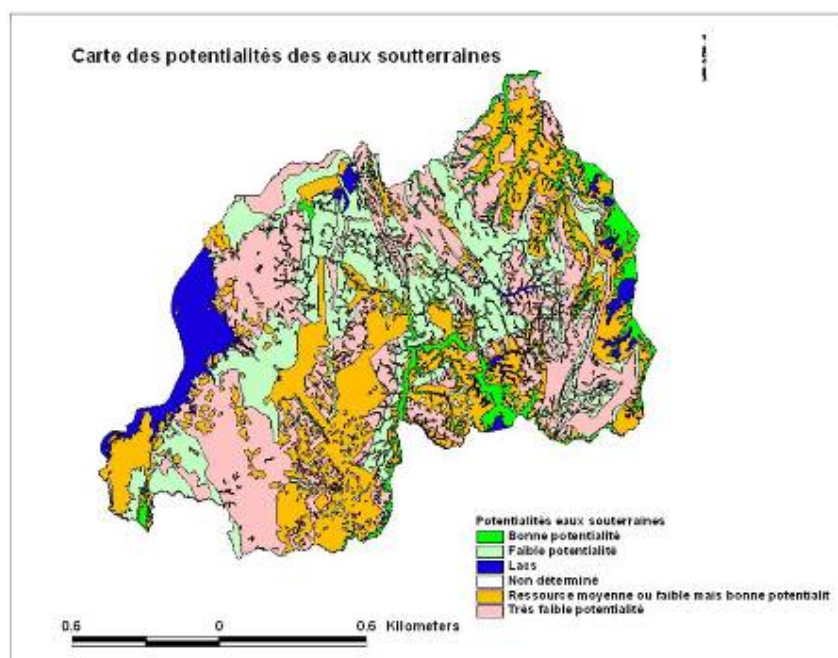 Carte des potentialités des eaux soutterraines
Potentialités eaux souterraines
Bonne potentialité
Faible potentialité
Lacs
Non déterminé
Ressource moyenne ou faible mais bonne potentialit
Très faible potentialité
0.6 0 0.6 Kilometers